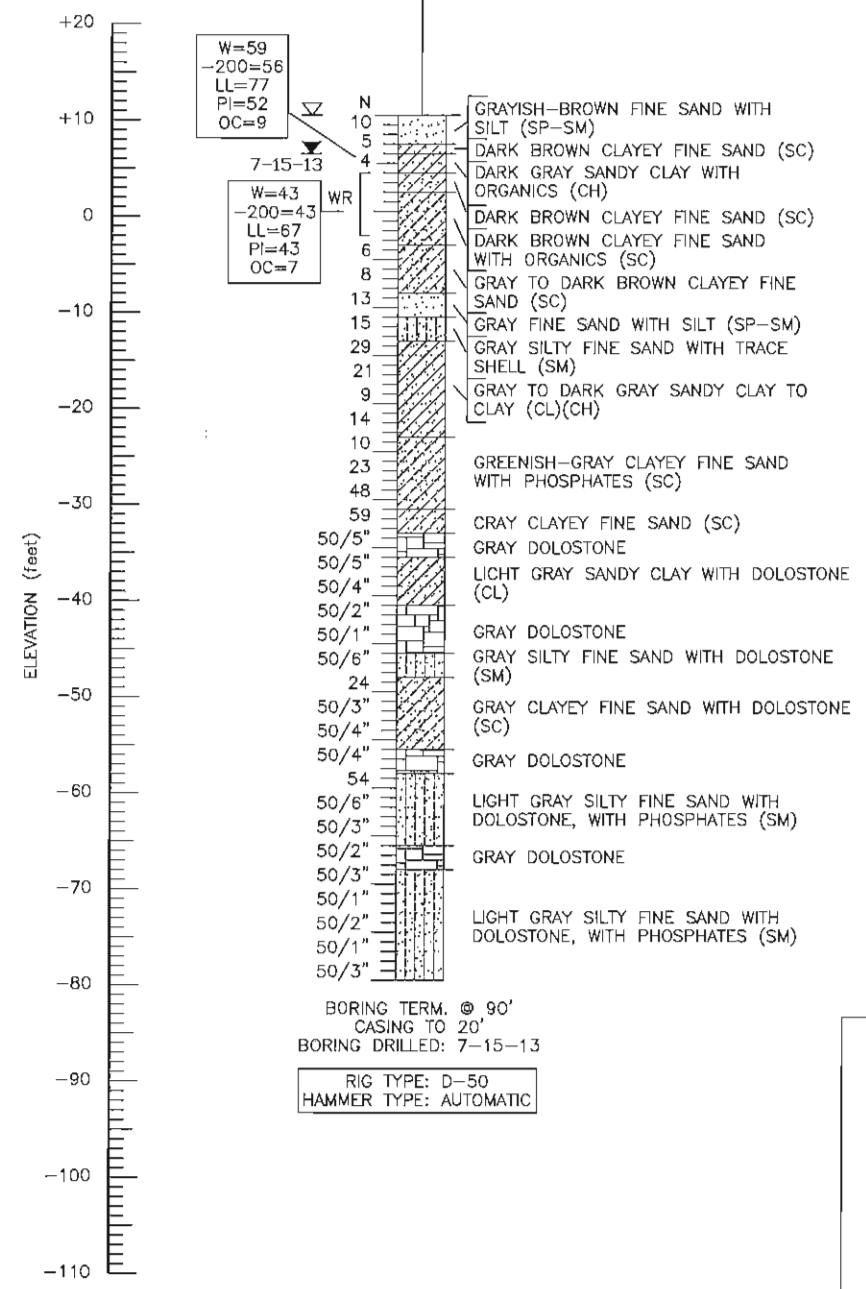 +20
+10
0
-10
-20
-30
-40
-50
-60
-70
-80
-90
-100
-110
ELEVATION (feet)
W=59
-200=56
LL=77
PI=52
OC=9
7-15-13
W=43
-200=43
LL=67
PI=43
OC=7
WR
N
10
5
4
6
8
13
15
29
21
9
14
10
23
48
59
50/5"
50/5"
50/4"
50/2"
50/1"
50/6"
24
50/3"
50/4"
50/4"
54
50/6"
50/3"
50/2"
50/3"
50/1"
50/2"
50/1"
50/3"
GRAYISH-BROWN FINE SAND WITH
SILT (SP-SM)
DARK BROWN CLAYEY FINE SAND (SC)
DARK GRAY SANDY CLAY WITH
ORGANICS (CH)
DARK BROWN CLAYEY FINE SAND (SC)
DARK BROWN CLAYEY FINE SAND
WITH ORGANICS (SC)
GRAY TO DARK BROWN CLAYEY FINE
SAND (SC)
GRAY FINE SAND WITH SILT (SP-SM)
GRAY SILTY FINE SAND WITH TRACE
SHELL (SM)
GRAY TO DARK GRAY SANDY CLAY TO
CLAY (CL)(CH)
GREENISH-GRAY CLAYEY FINE SAND
WITH PHOSPHATES (SC)
CRAY CLAYEY FINE SAND (SC)
GRAY DOLOSTONE
LICHT GRAY SANDY CLAY WITH DOLOSTONE
(CL)
GRAY DOLOSTONE
GRAY SILTY FINE SAND WITH DOLOSTONE
(SM)
GRAY CLAYEY FINE SAND WITH DOLOSTONE
(SC)
GRAY DOLOSTONE
LIGHT GRAY SILTY FINE SAND WITH
DOLOSTONE, WITH PHOSPHATES (SM)
GRAY DOLOSTONE
LIGHT GRAY SILTY FINE SAND WITH
DOLOSTONE, WITH PHOSPHATES (SM)
BORING TERM. @ 90'
CASING TO 20'
BORING DRILLED: 7-15-13
RIG TYPE: D-50
HAMMER TYPE: AUTOMATIC